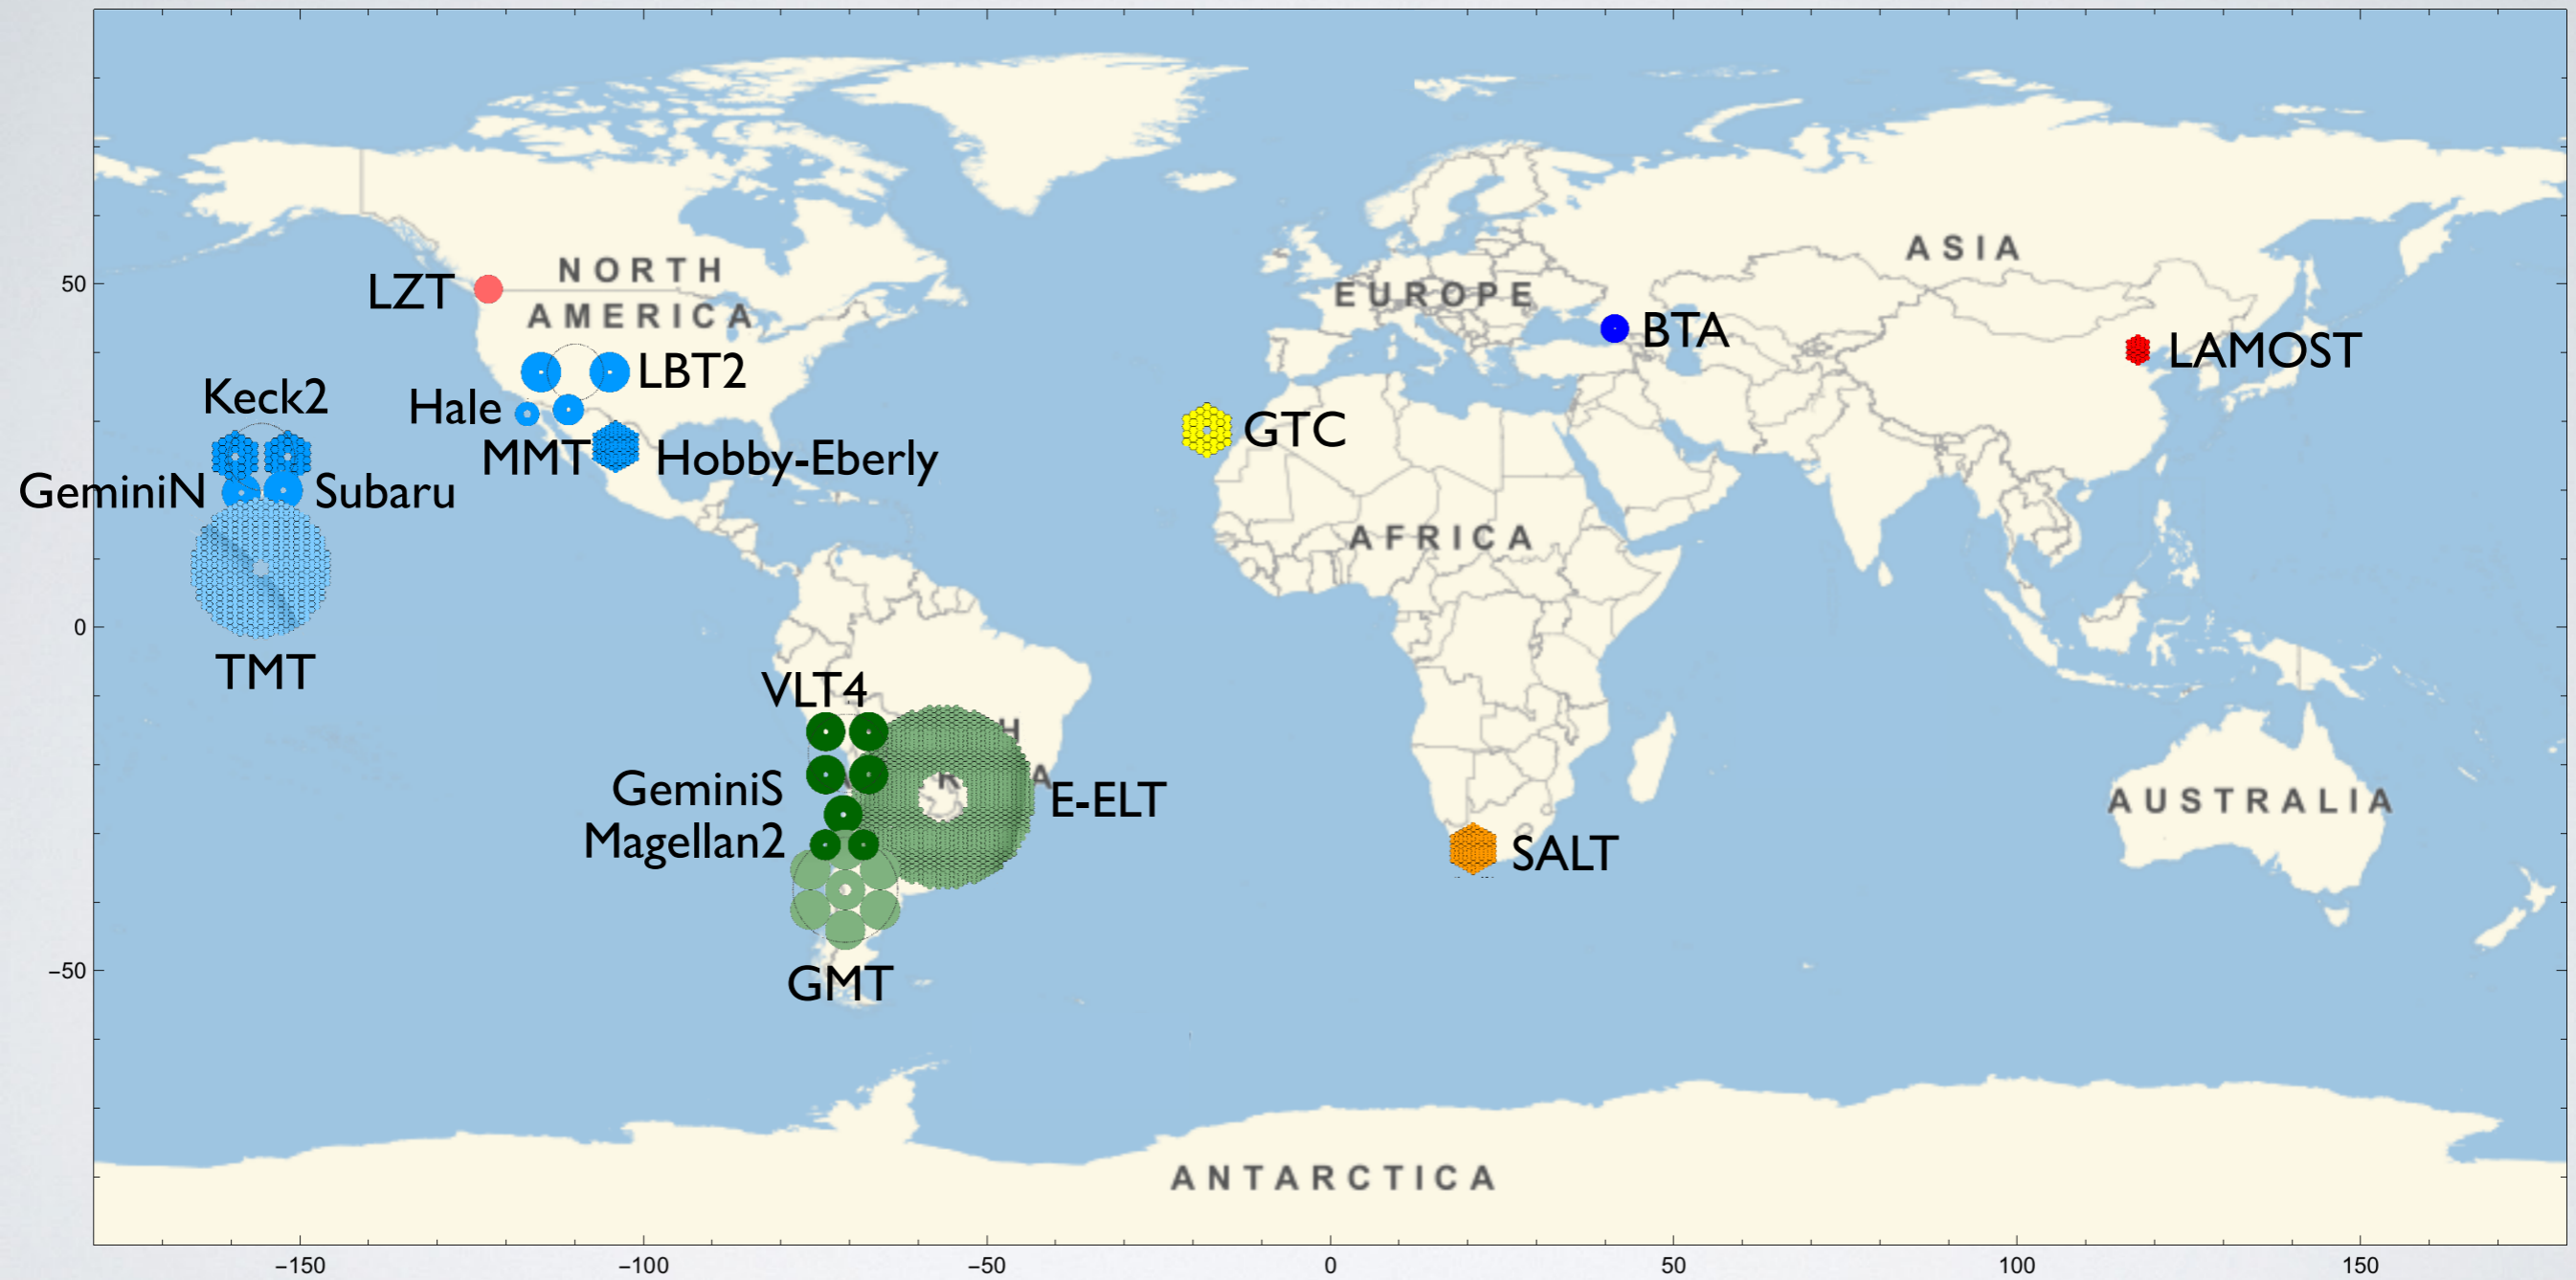 ASIA
NORTH
AMERICA
EUROPE
50
LZT
BTA
LAMOST
LBT2
Keck2
Hale
GTC
MMT
Hobby-Eberly
GeminiN
Subaru
AFRICA
0
TMT
VLT4
GeminiS
E-ELT
AUSTRALIA
Magellan2
SALT
−50
GMT
ANTARCTICA
−150
−100
−50
0
50
100
150